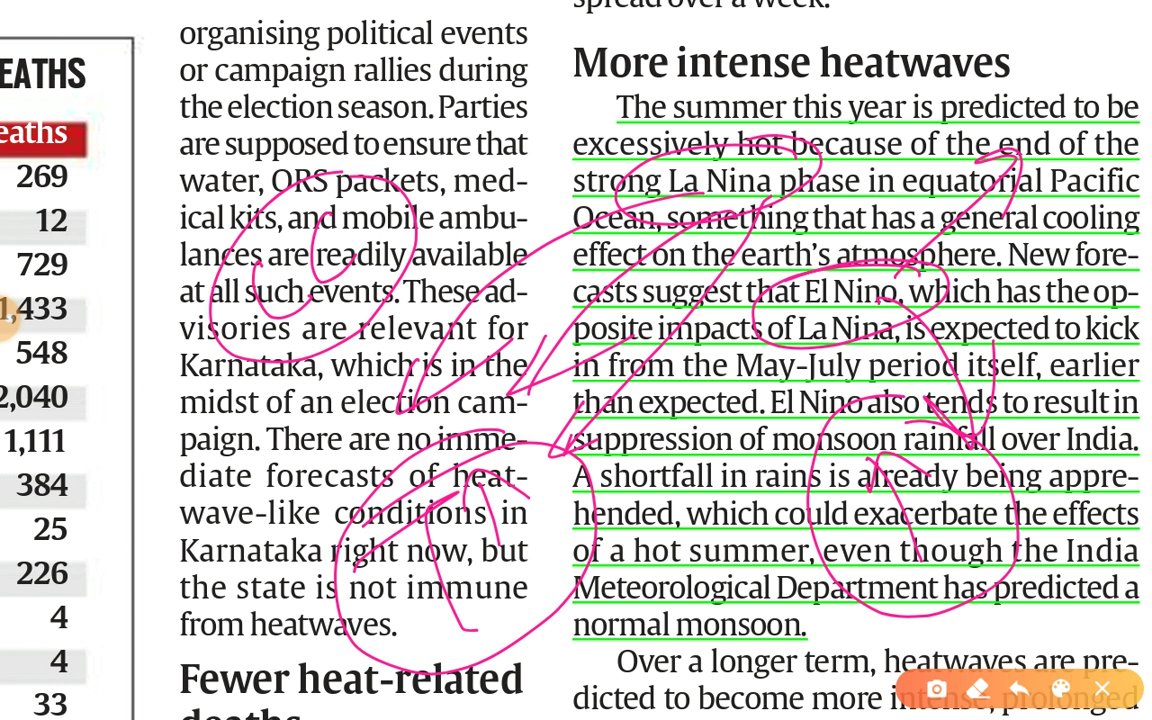 EATHS
eaths
269
12
729
1,433
548
2,040
1,111
384
25
226
4
4
33
organising political events
or campaign rallies during
the election season. Parties
are supposed to ensure that
water, ORS packets, med-
ical kits, and mobile ambu-
lances are readily available
at all such events. These ad-
visories are relevant for
Karnataka, which is in the
midst of an election cam-
paign. There are no imme-
diate forecasts of heat-
wave-like conditions in
Karnataka right now, but
the state is not immune
from heatwaves.
Fewer heat-related
deaths
spread over a week.
More intense heatwaves
The summer this year is predicted to be
excessively hot because of the end of the
strong La Nina phase in equatorial Pacific
Ocean, something that has a general cooling
effect on the earth's atmosphere. New fore-
casts suggest that El Nino, which has the op-
posite impacts of La Nina, is expected to kick
in from the May-July period itself, earlier
than expected. El Nino also tends to result in
suppression of monsoon rainfall over India.
A shortfall in rains is already being appre-
hended, which could exacerbate the effects
of a hot summer, even though the India
Meteorological Department has predicted a
normal monsoon.
Over a longer term, heatwaves are pre-
dicted to become more intense, prolonged